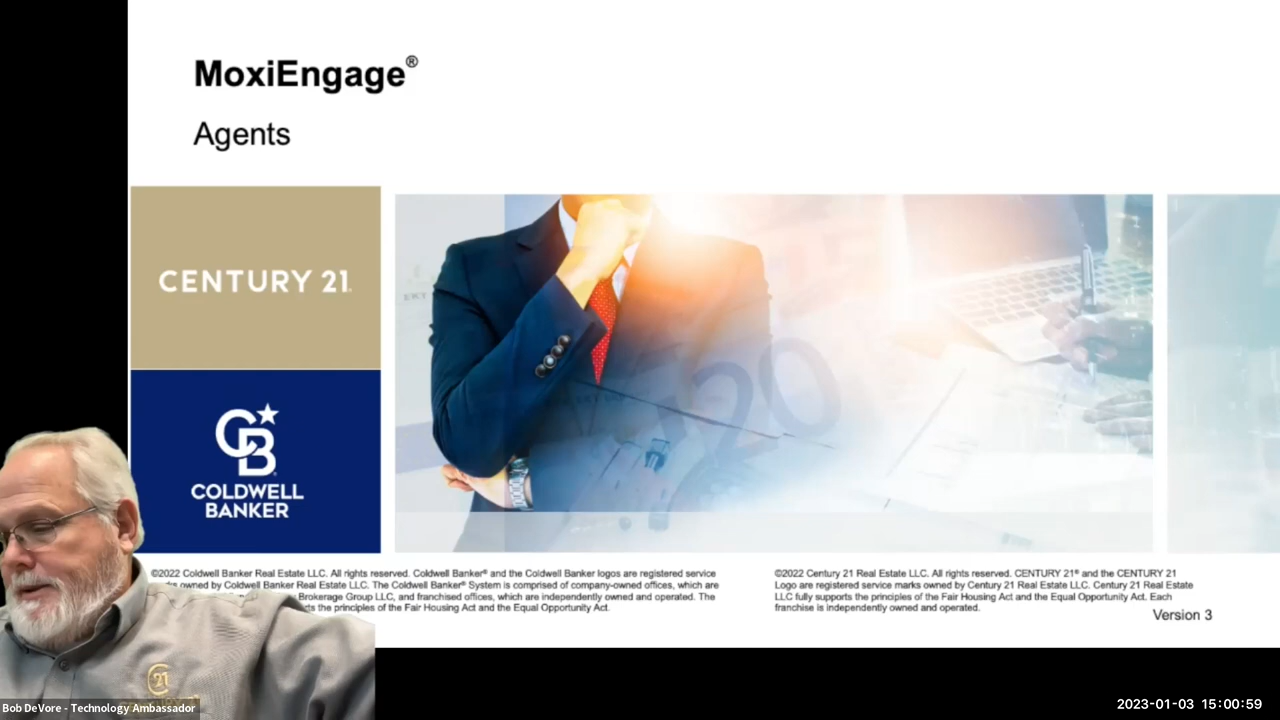 MoxiEngage®
Agents
CENTURY 21
CB
COLDWELL
BANKER
©2022 Coldwell Banker Real Estate LLC. All rights reserved. Coldwell Banker® and the Coldwell Banker logos are registered service
owned by Coldwell Banker Real Estate LLC. The Coldwell Banker® System is comprised of company-owned offices, which are
Brokerage Group LLC, and franchised offices, which are independently owned and operated. The
the principles of the Fair Housing Act and the Equal Opportunity Act.
©2022 Century 21 Real Estate LLC. All rights reserved. CENTURY 21® and the CENTURY 21
Logo are registered service marks owned by Century 21 Real Estate LLC. Century 21 Real Estate
LLC fully supports the principles of the Fair Housing Act and the Equal Opportunity Act. Each
franchise is independently owned and operated.
Version 3
21
Bob DeVore - Technology Ambassador
2023-01-03 15:00:59